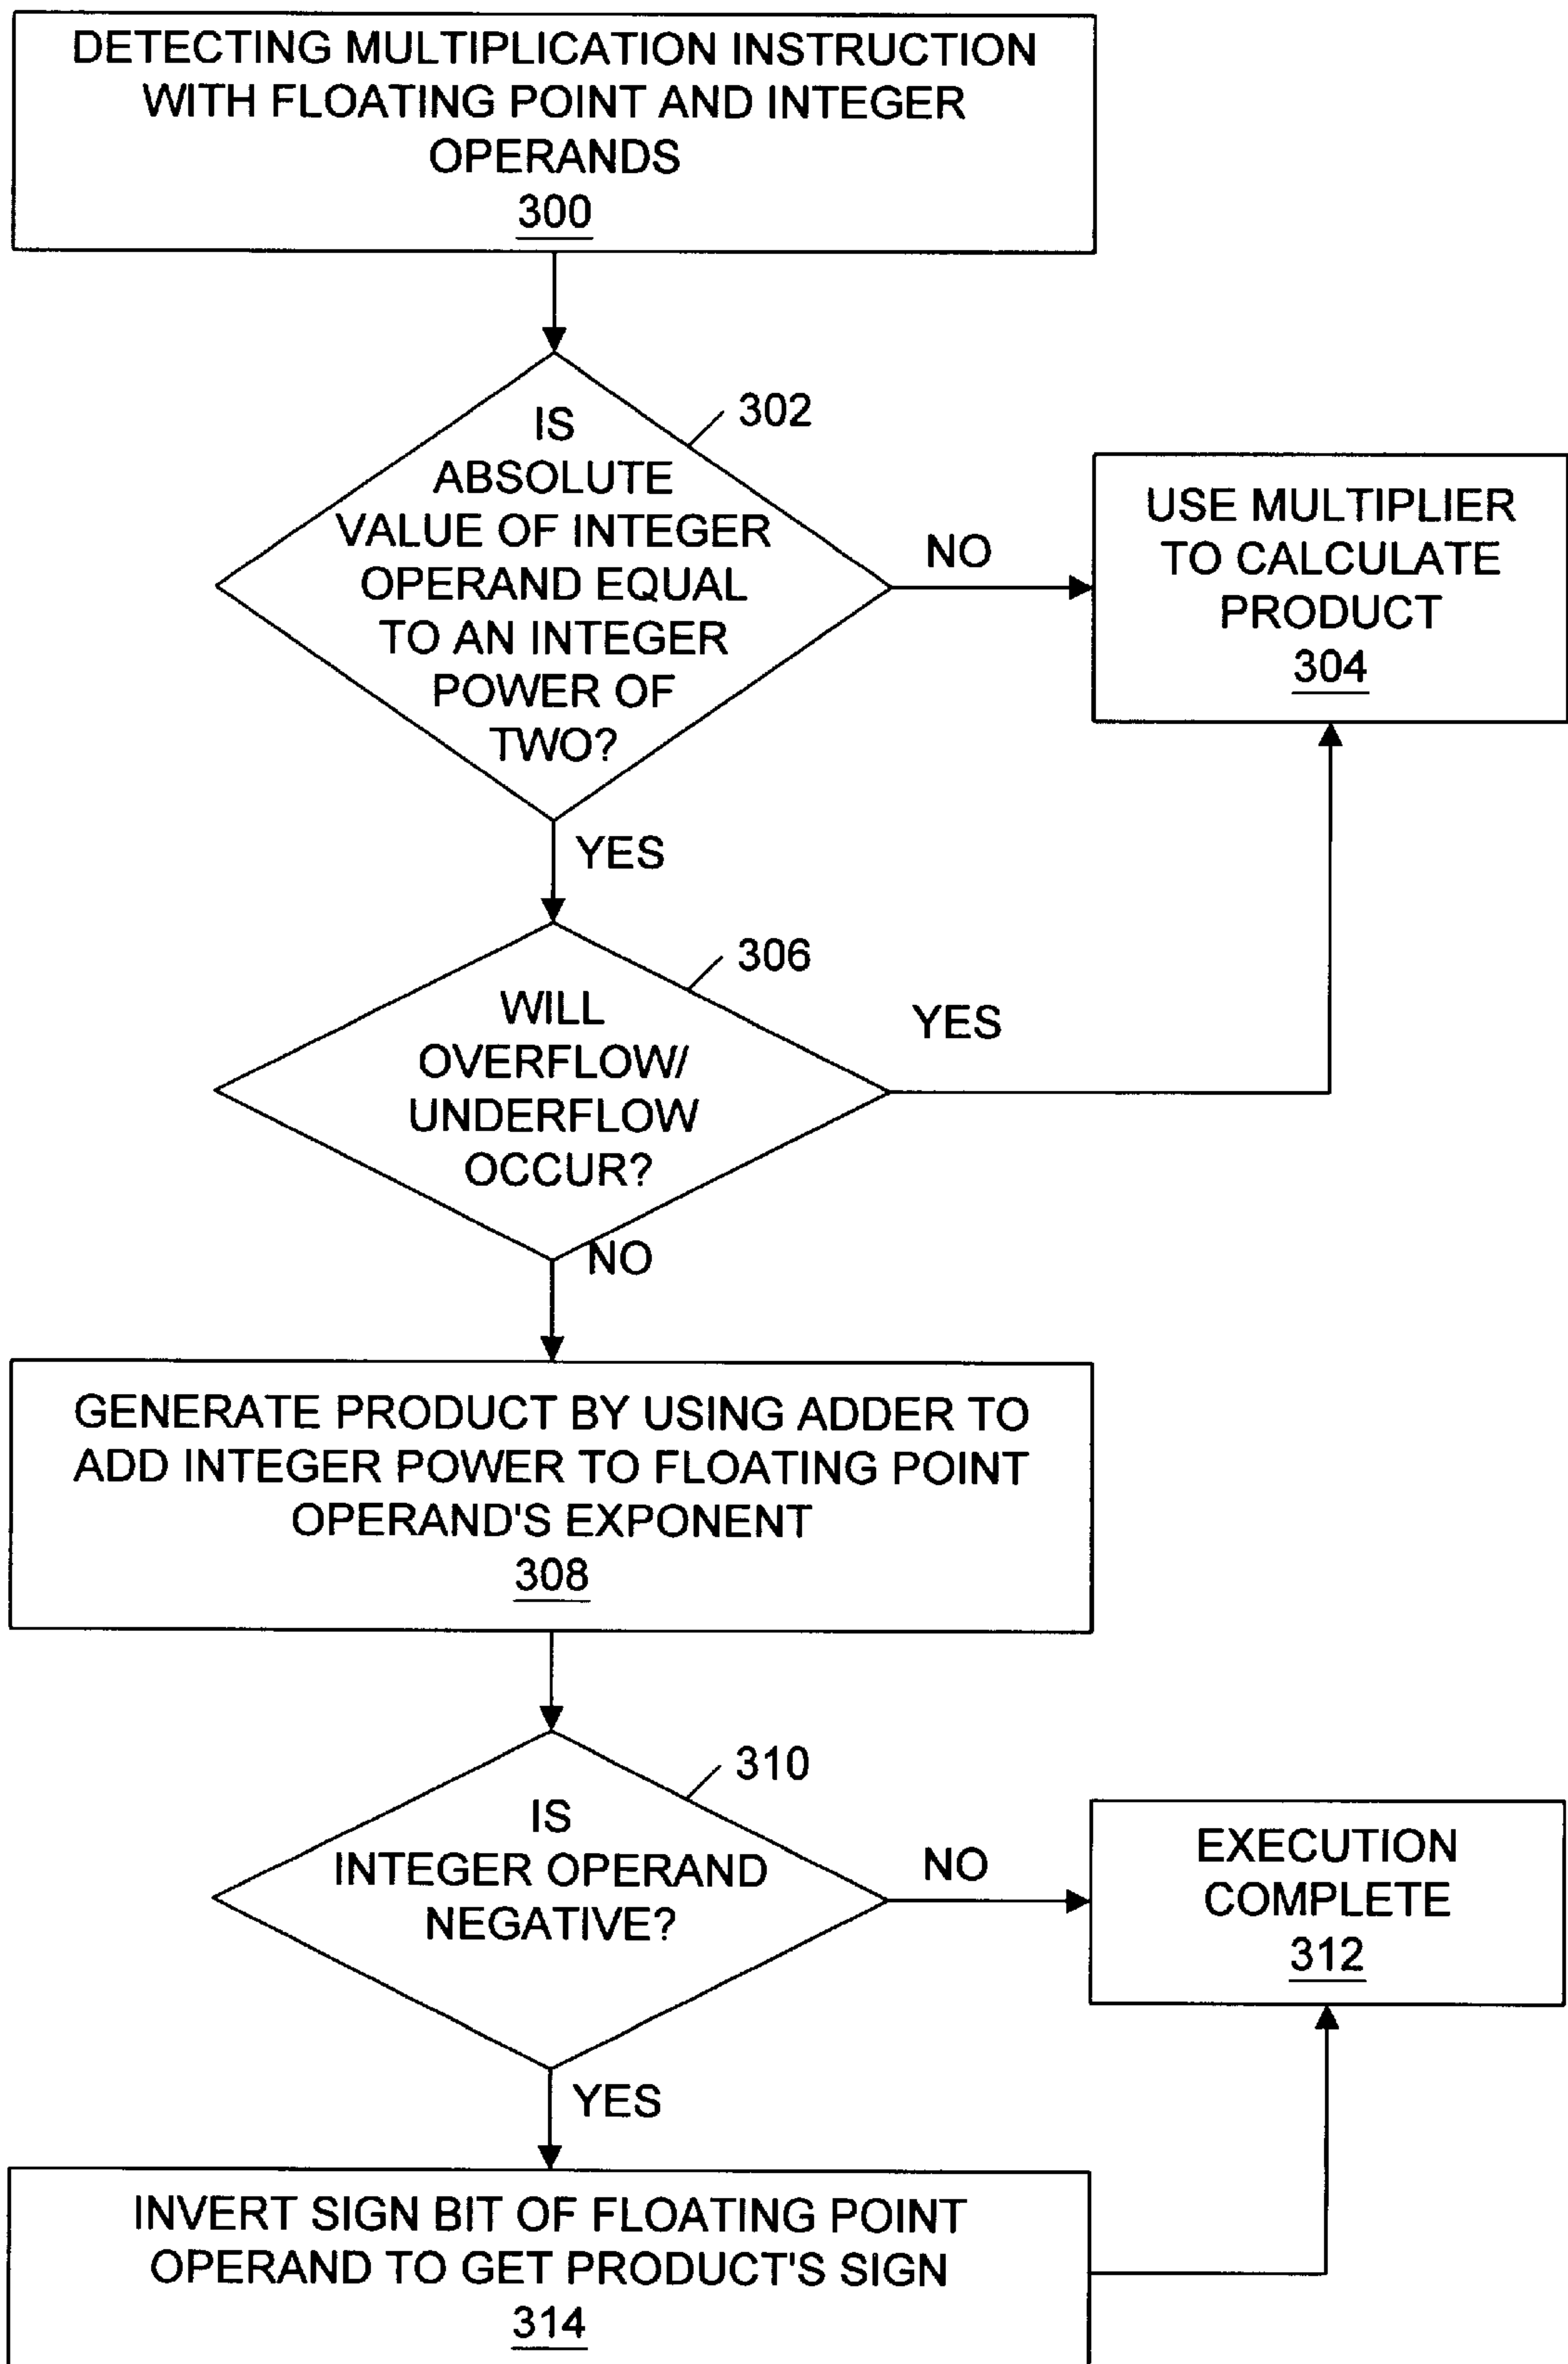 DETECTING MULTIPLICATION INSTRUCTION
WITH FLOATING POINT AND INTEGER
OPERANDS
300
302
IS
ABSOLUTE
VALUE OF INTEGER
OPERAND EQUAL
TO AN INTEGER
POWER OF
TWO?
NO
USE MULTIPLIER
TO CALCULATE
PRODUCT
304
YES
306
WILL
OVERFLOW/
UNDERFLOW
OCCUR?
YES
NO
GENERATE PRODUCT BY USING ADDER TO
ADD INTEGER POWER TO FLOATING POINT
OPERAND'S EXPONENT
308
310
IS
INTEGER OPERAND
NEGATIVE?
NO
EXECUTION
COMPLETE
312
YES
INVERT SIGN BIT OF FLOATING POINT
OPERAND TO GET PRODUCT'S SIGN
314